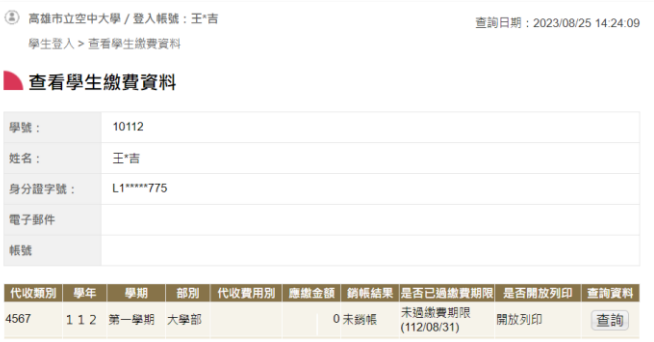 高雄市立空中大學 / 登入帳號：王*吉
查詢日期：2023/08/25 14:24:09
學生登入 > 查看學生繳費資料
查看學生繳費資料
學號： 10112
姓名： 王*吉
身分證字號： L1*****775
電子郵件
帳號
代收類別 學年 學期 部別 代收費用別 應繳金額 銷帳結果 是否已過繳費期限 是否開放列印 查詢資料
4567 １１２ 第一學期 大學部 0 未銷帳 未過繳費期限 開放列印 查詢
(112/08/31)